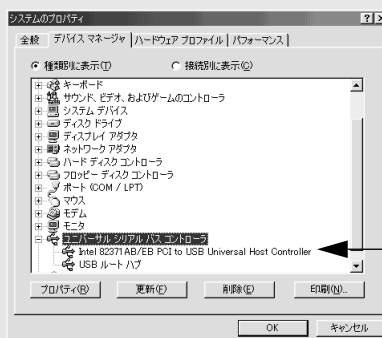 システムのプロパティ
全般 デバイス マネージャ ハードウェア プロファイル パフォーマンス
種類別に表示(T) 接続別に表示(C)
キーボード
サウンド、ビデオ、およびゲームのコントローラ
システム デバイス
ディスク ドライブ
ディスプレイ アダプタ
ネットワーク アダプタ
ハード ディスク コントローラ
フロッピー ディスク コントローラ
ポート (COM / LPT)
マウス
モデム
モニタ
ユニバーサル シリアル バス コントローラ
Intel 82371AB/EB PCI to USB Universal Host Controller
USB ルート ハブ
プロパティ(R) 更新(F) 削除(E) 印刷(N)...
OK キャンセル